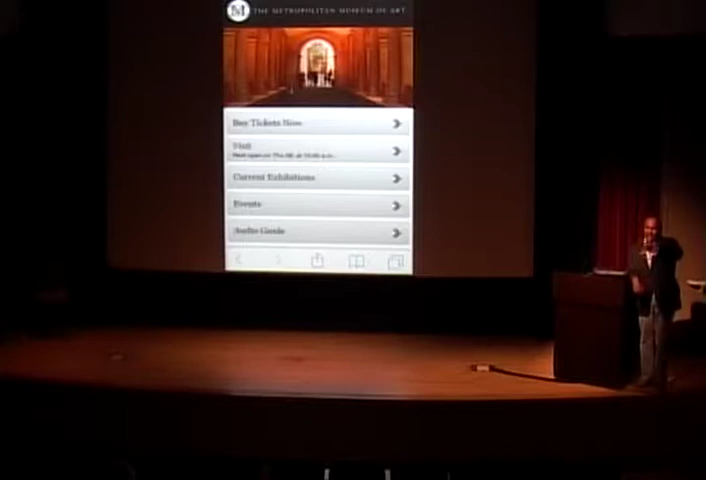 M THE METROPOLITAN MUSEUM OF ART
Buy Tickets Now
Visit
Current Exhibitions
Events
Audio Guide